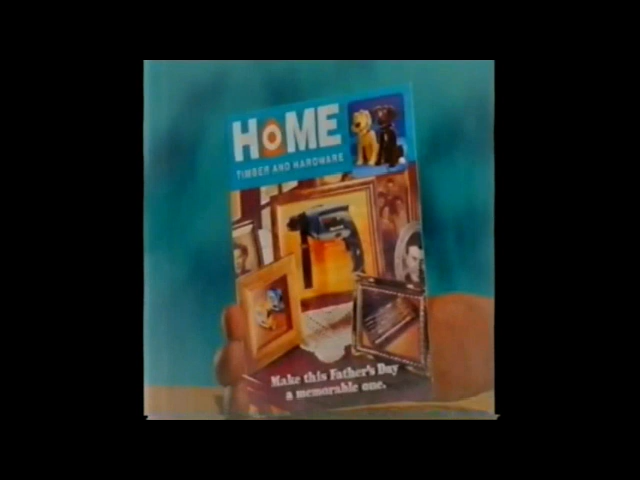 HOME
TIMBER AND HARDWARE
Make this Father's Day
a memorable one.